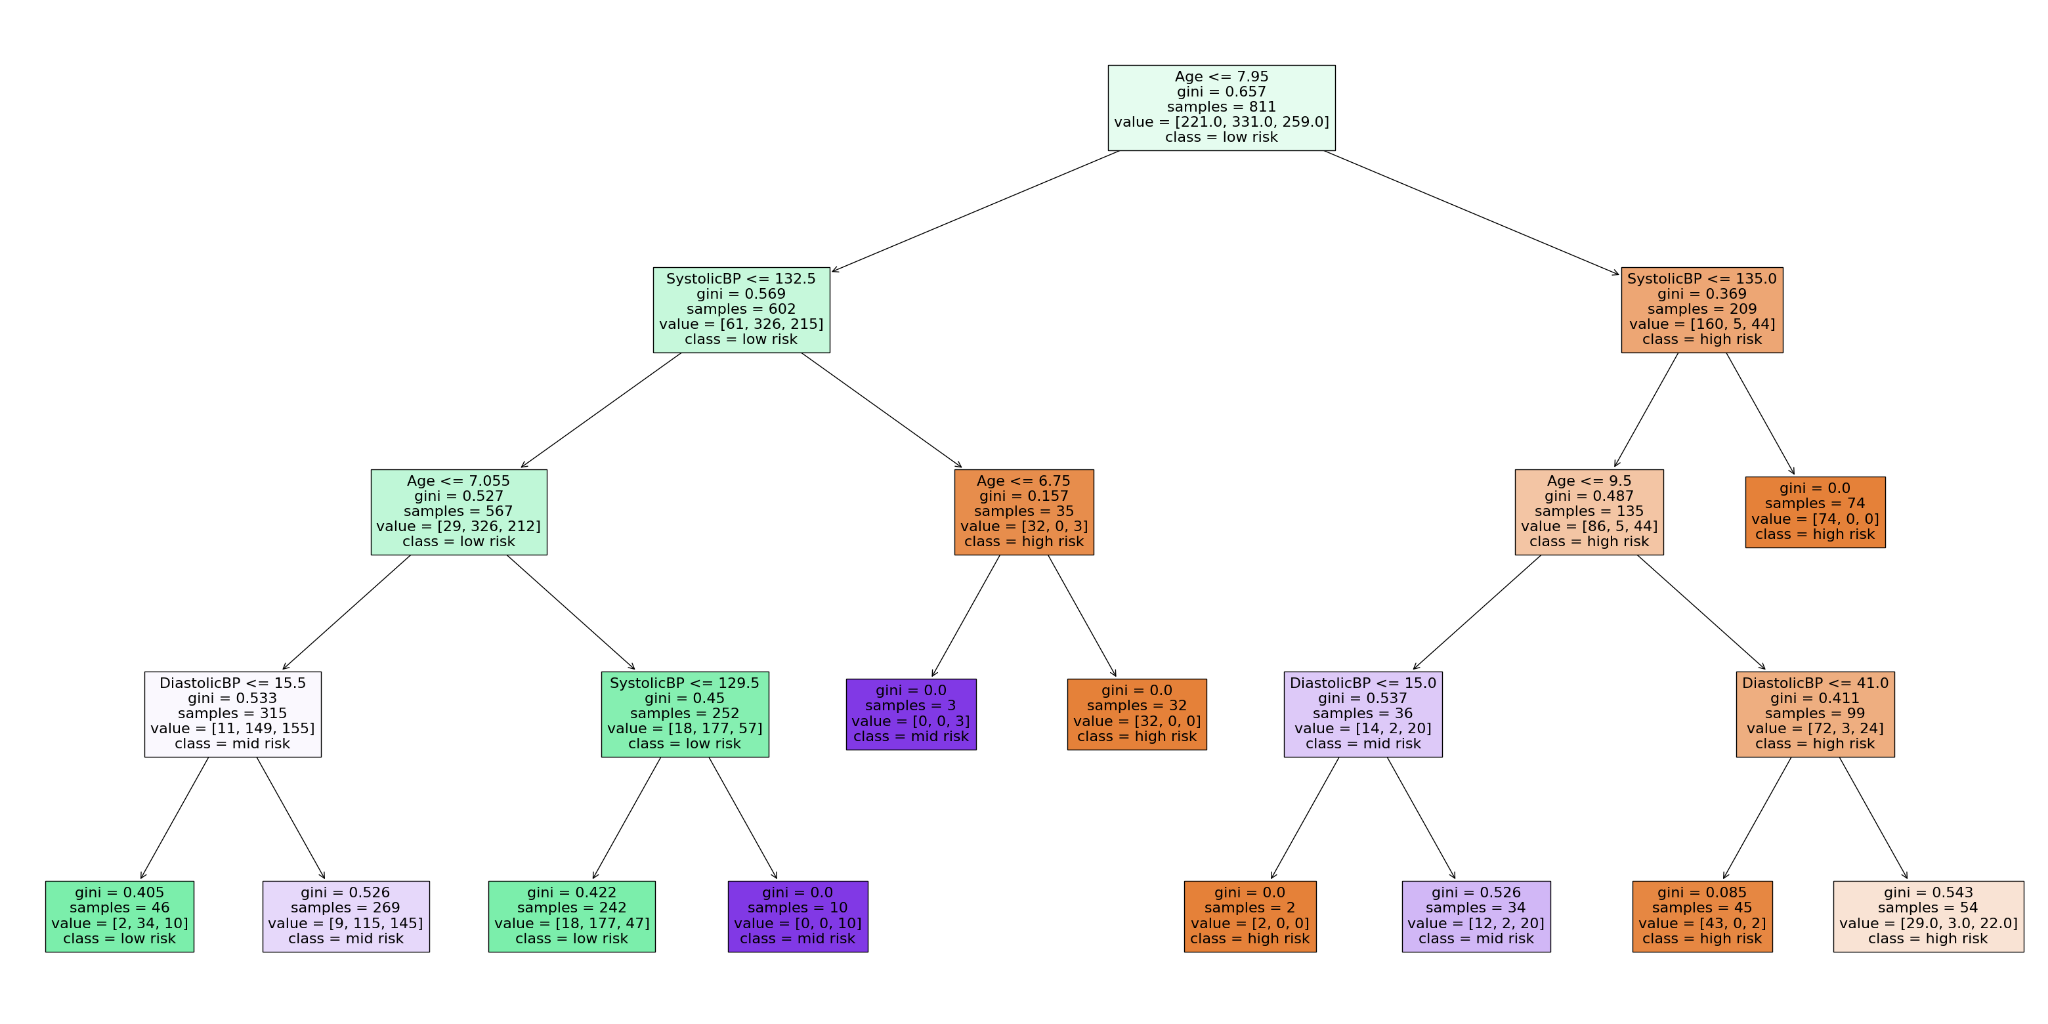 Age <= 7.95
gini = 0.657
samples = 811
value = [221.0, 331.0, 259.0]
class = low risk
SystolicBP <= 132.5
gini = 0.569
samples = 602
value = [61, 326, 215]
class = low risk
SystolicBP <= 135.0
gini = 0.369
samples = 209
value = [160, 5, 44]
class = high risk
Age <= 7.055
gini = 0.527
samples = 567
value = [29, 326, 212]
class = low risk
Age <= 6.75
gini = 0.157
samples = 35
value = [32, 0, 3]
class = high risk
Age <= 9.5
gini = 0.487
samples = 135
value = [86, 5, 44]
class = high risk
gini = 0.0
samples = 74
value = [74, 0, 0]
class = high risk
DiastolicBP <= 15.5
gini = 0.533
samples = 315
value = [11, 149, 155]
class = mid risk
SystolicBP <= 129.5
gini = 0.45
samples = 252
value = [18, 177, 57]
class = low risk
gini = 0.0
samples = 3
value = [0, 0, 3]
class = mid risk
gini = 0.0
samples = 32
value = [32, 0, 0]
class = high risk
DiastolicBP <= 15.0
gini = 0.537
samples = 36
value = [14, 2, 20]
class = mid risk
DiastolicBP <= 41.0
gini = 0.411
samples = 99
value = [72, 3, 24]
class = high risk
gini = 0.405
samples = 46
value = [2, 34, 10]
class = low risk
gini = 0.526
samples = 269
value = [9, 115, 145]
class = mid risk
gini = 0.422
samples = 242
value = [18, 177, 47]
class = low risk
gini = 0.0
samples = 10
value = [0, 0, 10]
class = mid risk
gini = 0.0
samples = 2
value = [2, 0, 0]
class = high risk
gini = 0.526
samples = 34
value = [12, 2, 20]
class = mid risk
gini = 0.085
samples = 45
value = [43, 0, 2]
class = high risk
gini = 0.543
samples = 54
value = [29.0, 3.0, 22.0]
class = high risk